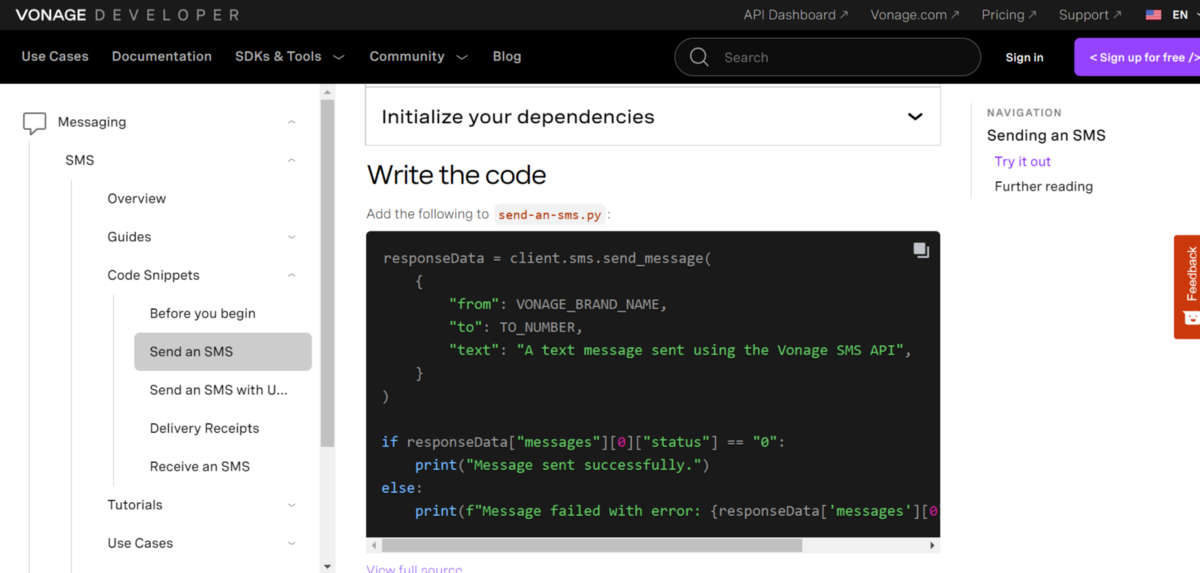 VONAGE DEVELOPER
API Dashboard ↗ Vonage.com ↗ Pricing ↗ Support ↗ EN
Use Cases Documentation SDKs & Tools Community Blog Search Sign in < Sign up for free />
Messaging
SMS
Overview
Guides
Code Snippets
Before you begin
Send an SMS
Send an SMS with U...
Delivery Receipts
Receive an SMS
Tutorials
Use Cases
Initialize your dependencies
Write the code
Add the following to send-an-sms.py :
responseData = client.sms.send_message(
    {
        "from": VONAGE_BRAND_NAME,
        "to": TO_NUMBER,
        "text": "A text message sent using the Vonage SMS API",
    }
)
if responseData["messages"][0]["status"] == "0":
    print("Message sent successfully.")
else:
    print(f"Message failed with error: {responseData['messages'][0
View full source
NAVIGATION
Sending an SMS
Try it out
Further reading
Feedback